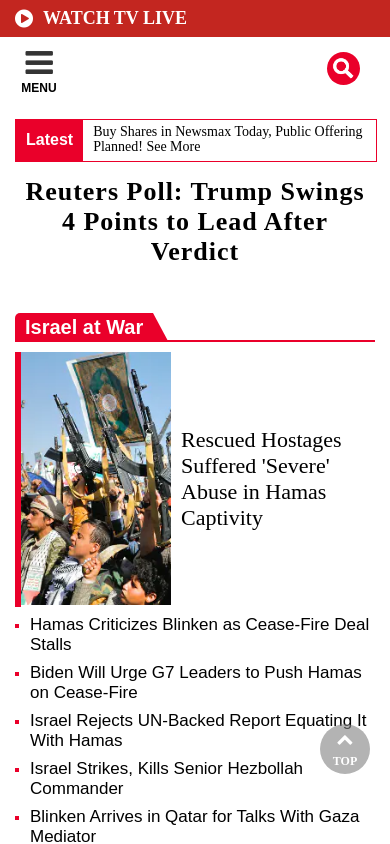 WATCH TV LIVE
MENU
Latest
Buy Shares in Newsmax Today, Public Offering
Planned! See More
Reuters Poll: Trump Swings
4 Points to Lead After
Verdict
Israel at War
Rescued Hostages
Suffered 'Severe'
Abuse in Hamas
Captivity
Hamas Criticizes Blinken as Cease-Fire Deal
Stalls
Biden Will Urge G7 Leaders to Push Hamas
on Cease-Fire
Israel Rejects UN-Backed Report Equating It
With Hamas
Israel Strikes, Kills Senior Hezbollah
Commander
TOP
Blinken Arrives in Qatar for Talks With Gaza
Mediator